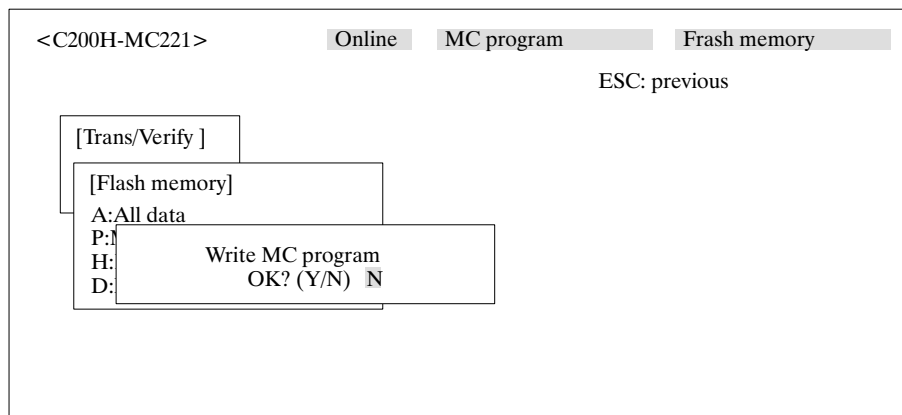 <C200H-MC221> Online MC program Frash memory
ESC: previous
[Trans/Verify ]
[Flash memory]
A:All data
P:
H:
D:
Write MC program
OK? (Y/N) N